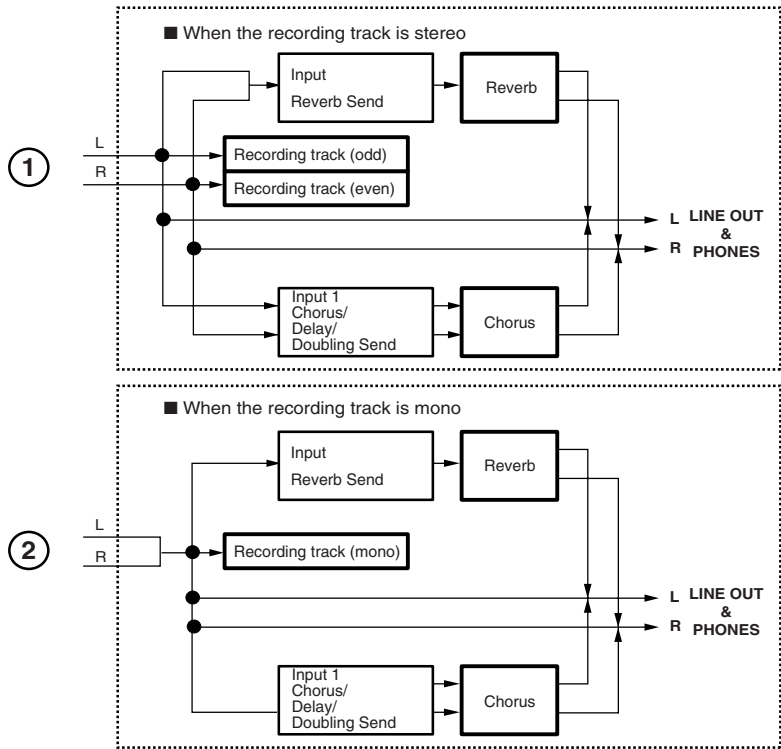 ■ When the recording track is stereo
Input
Reverb Send
Reverb
L
R
1
Recording track (odd)
Recording track (even)
L LINE OUT
&
R PHONES
Input 1
Chorus/
Delay/
Doubling Send
Chorus
■ When the recording track is mono
Input
Reverb Send
Reverb
L
R
2
Recording track (mono)
L LINE OUT
&
R PHONES
Input 1
Chorus/
Delay/
Doubling Send
Chorus